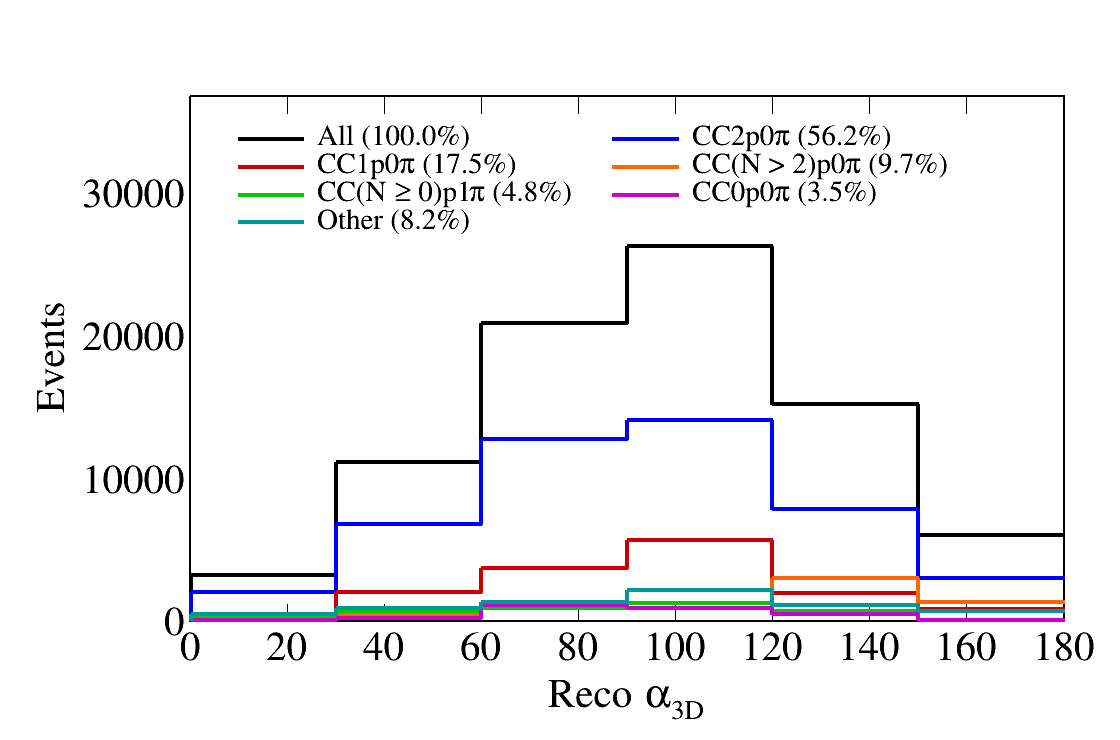 All (100.0%) CC2p0π (56.2%)
CC1p0π (17.5%) CC(N > 2)p0π (9.7%)
CC(N ≥ 0)p1π (4.8%) CC0p0π (3.5%)
Other (8.2%)
30000
20000
10000
0
Events
0 20 40 60 80 100 120 140 160 180
Reco α3D